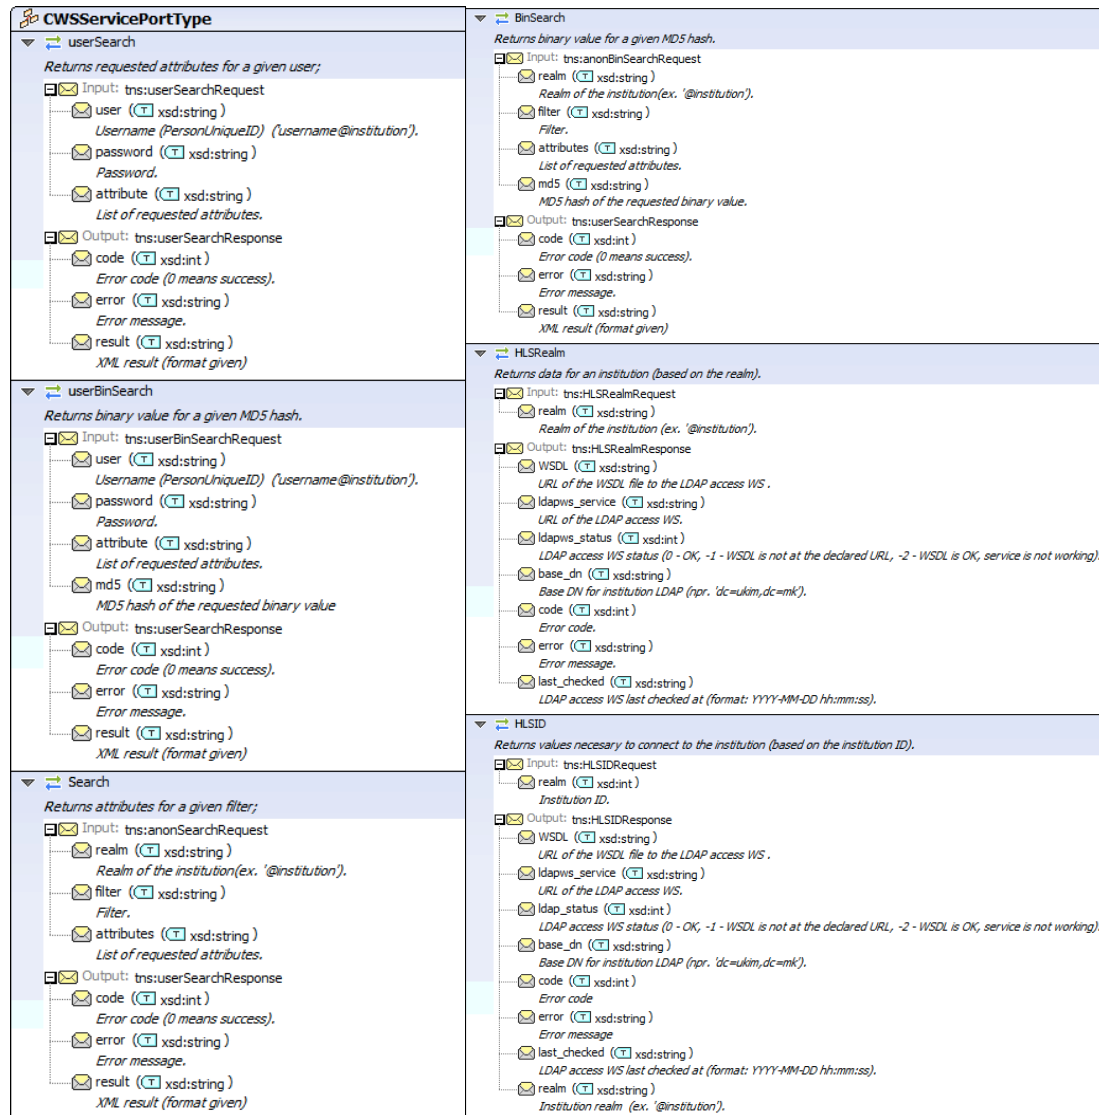 CWSServicePortType
userSearch
Returns requested attributes for a given user;
Input: tns:userSearchRequest
user (T xsd:string )
Username (PersonUniqueID) ('username@institution').
password (T xsd:string )
Password.
attribute (T xsd:string )
List of requested attributes.
Output: tns:userSearchResponse
code (T xsd:int )
Error code (0 means success).
error (T xsd:string )
Error message.
result (T xsd:string )
XML result (format given)
userBinSearch
Returns binary value for a given MD5 hash.
Input: tns:userBinSearchRequest
user (T xsd:string )
Username (PersonUniqueID) ('username@institution').
password (T xsd:string )
Password.
attribute (T xsd:string )
List of requested attributes.
md5 (T xsd:string )
MD5 hash of the requested binary value
Output: tns:userSearchResponse
code (T xsd:int )
Error code (0 means success).
error (T xsd:string )
Error message.
result (T xsd:string )
XML result (format given)
Search
Returns attributes for a given filter;
Input: tns:anonSearchRequest
realm (T xsd:string )
Realm of the institution(ex. '@institution').
filter (T xsd:string )
Filter.
attributes (T xsd:string )
List of requested attributes.
Output: tns:userSearchResponse
code (T xsd:int )
Error code (0 means success).
error (T xsd:string )
Error message.
result (T xsd:string )
XML result (format given)
BinSearch
Returns binary value for a given MD5 hash.
Input: tns:anonBinSearchRequest
realm (T xsd:string )
Realm of the institution(ex. '@institution').
filter (T xsd:string )
Filter.
attributes (T xsd:string )
List of requested attributes.
md5 (T xsd:string )
MD5 hash of the requested binary value.
Output: tns:userSearchResponse
code (T xsd:int )
Error code (0 means success).
error (T xsd:string )
Error message.
result (T xsd:string )
XML result (format given)
HLSRealm
Returns data for an institution (based on the realm).
Input: tns:HLSRealmRequest
realm (T xsd:string )
Realm of the institution (ex. '@institution').
Output: tns:HLSRealmResponse
WSDL (T xsd:string )
URL of the WSDL file to the LDAP access WS .
ldapws_service (T xsd:string )
URL of the LDAP access WS.
ldapws_status (T xsd:int )
LDAP access WS status (0 - OK, -1 - WSDL is not at the declared URL, -2 - WSDL is OK, service is not working).
base_dn (T xsd:string )
Base DN for institution LDAP (npr. 'dc=ukim,dc=mk').
code (T xsd:int )
Error code.
error (T xsd:string )
Error message.
last_checked (T xsd:string )
LDAP access WS last checked at (format: YYYY-MM-DD hh:mm:ss).
HLSID
Returns values necesary to connect to the institution (based on the institution ID).
Input: tns:HLSIDRequest
realm (T xsd:int )
Institution ID.
Output: tns:HLSIDResponse
WSDL (T xsd:string )
URL of the WSDL file to the LDAP access WS .
ldapws_service (T xsd:string )
URL of the LDAP access WS.
ldap_status (T xsd:int )
LDAP access WS status (0 - OK, -1 - WSDL is not at the declared URL, -2 - WSDL is OK, service is not working).
base_dn (T xsd:string )
Base DN for institution LDAP (npr. 'dc=ukim,dc=mk').
code (T xsd:int )
Error code
error (T xsd:string )
Error message
last_checked (T xsd:string )
LDAP access WS last checked at (format: YYYY-MM-DD hh:mm:ss).
realm (T xsd:string )
Institution realm (ex. '@institution').